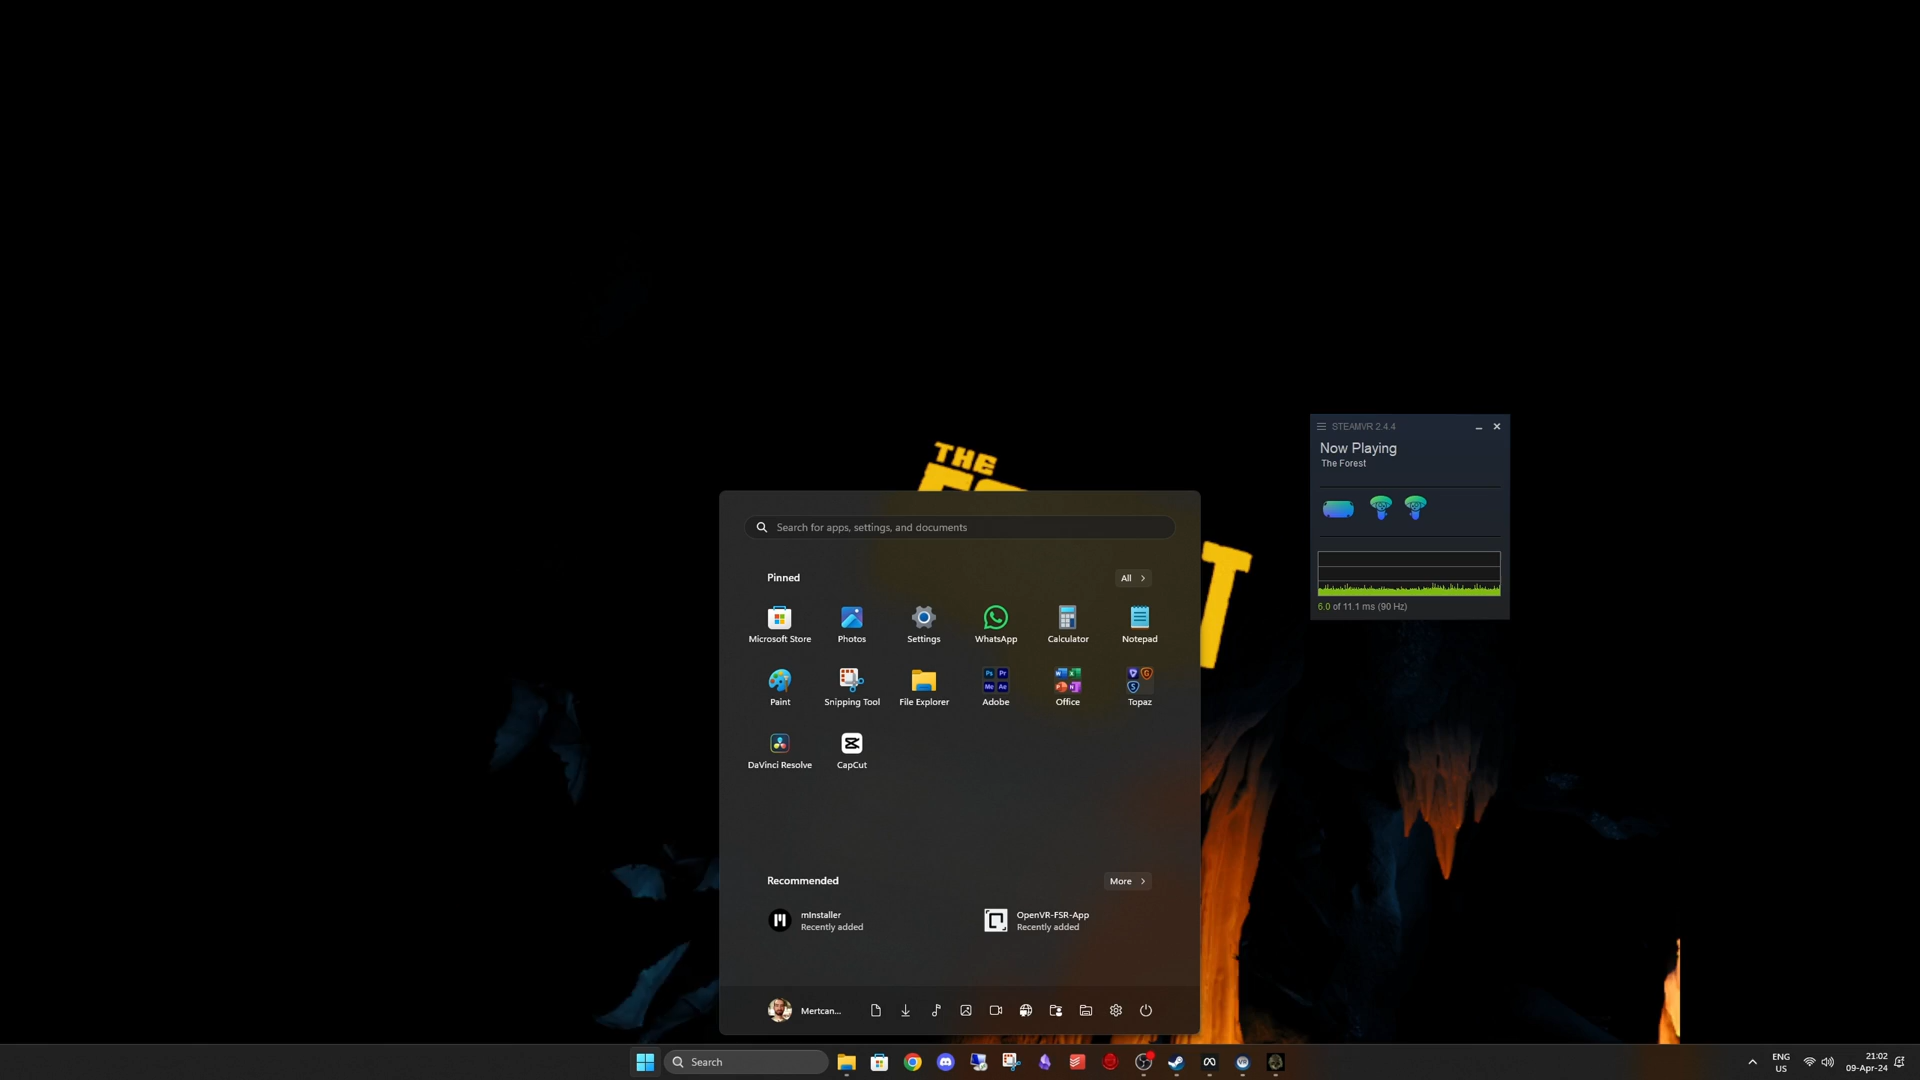 THE
STEAMVR 2.4.4
Now Playing
The Forest
6.0 of 11.1 ms (90 Hz)
Search for apps, settings, and documents
Pinned
All
Microsoft Store
Photos
Settings
WhatsApp
Calculator
Notepad
Paint
Snipping Tool
File Explorer
Adobe
Office
Topaz
DaVinci Resolve
CapCut
Recommended
More
mInstaller
Recently added
OpenVR-FSR-App
Recently added
Mertcan...
Search
ENG
US
21:02
09-Apr-24